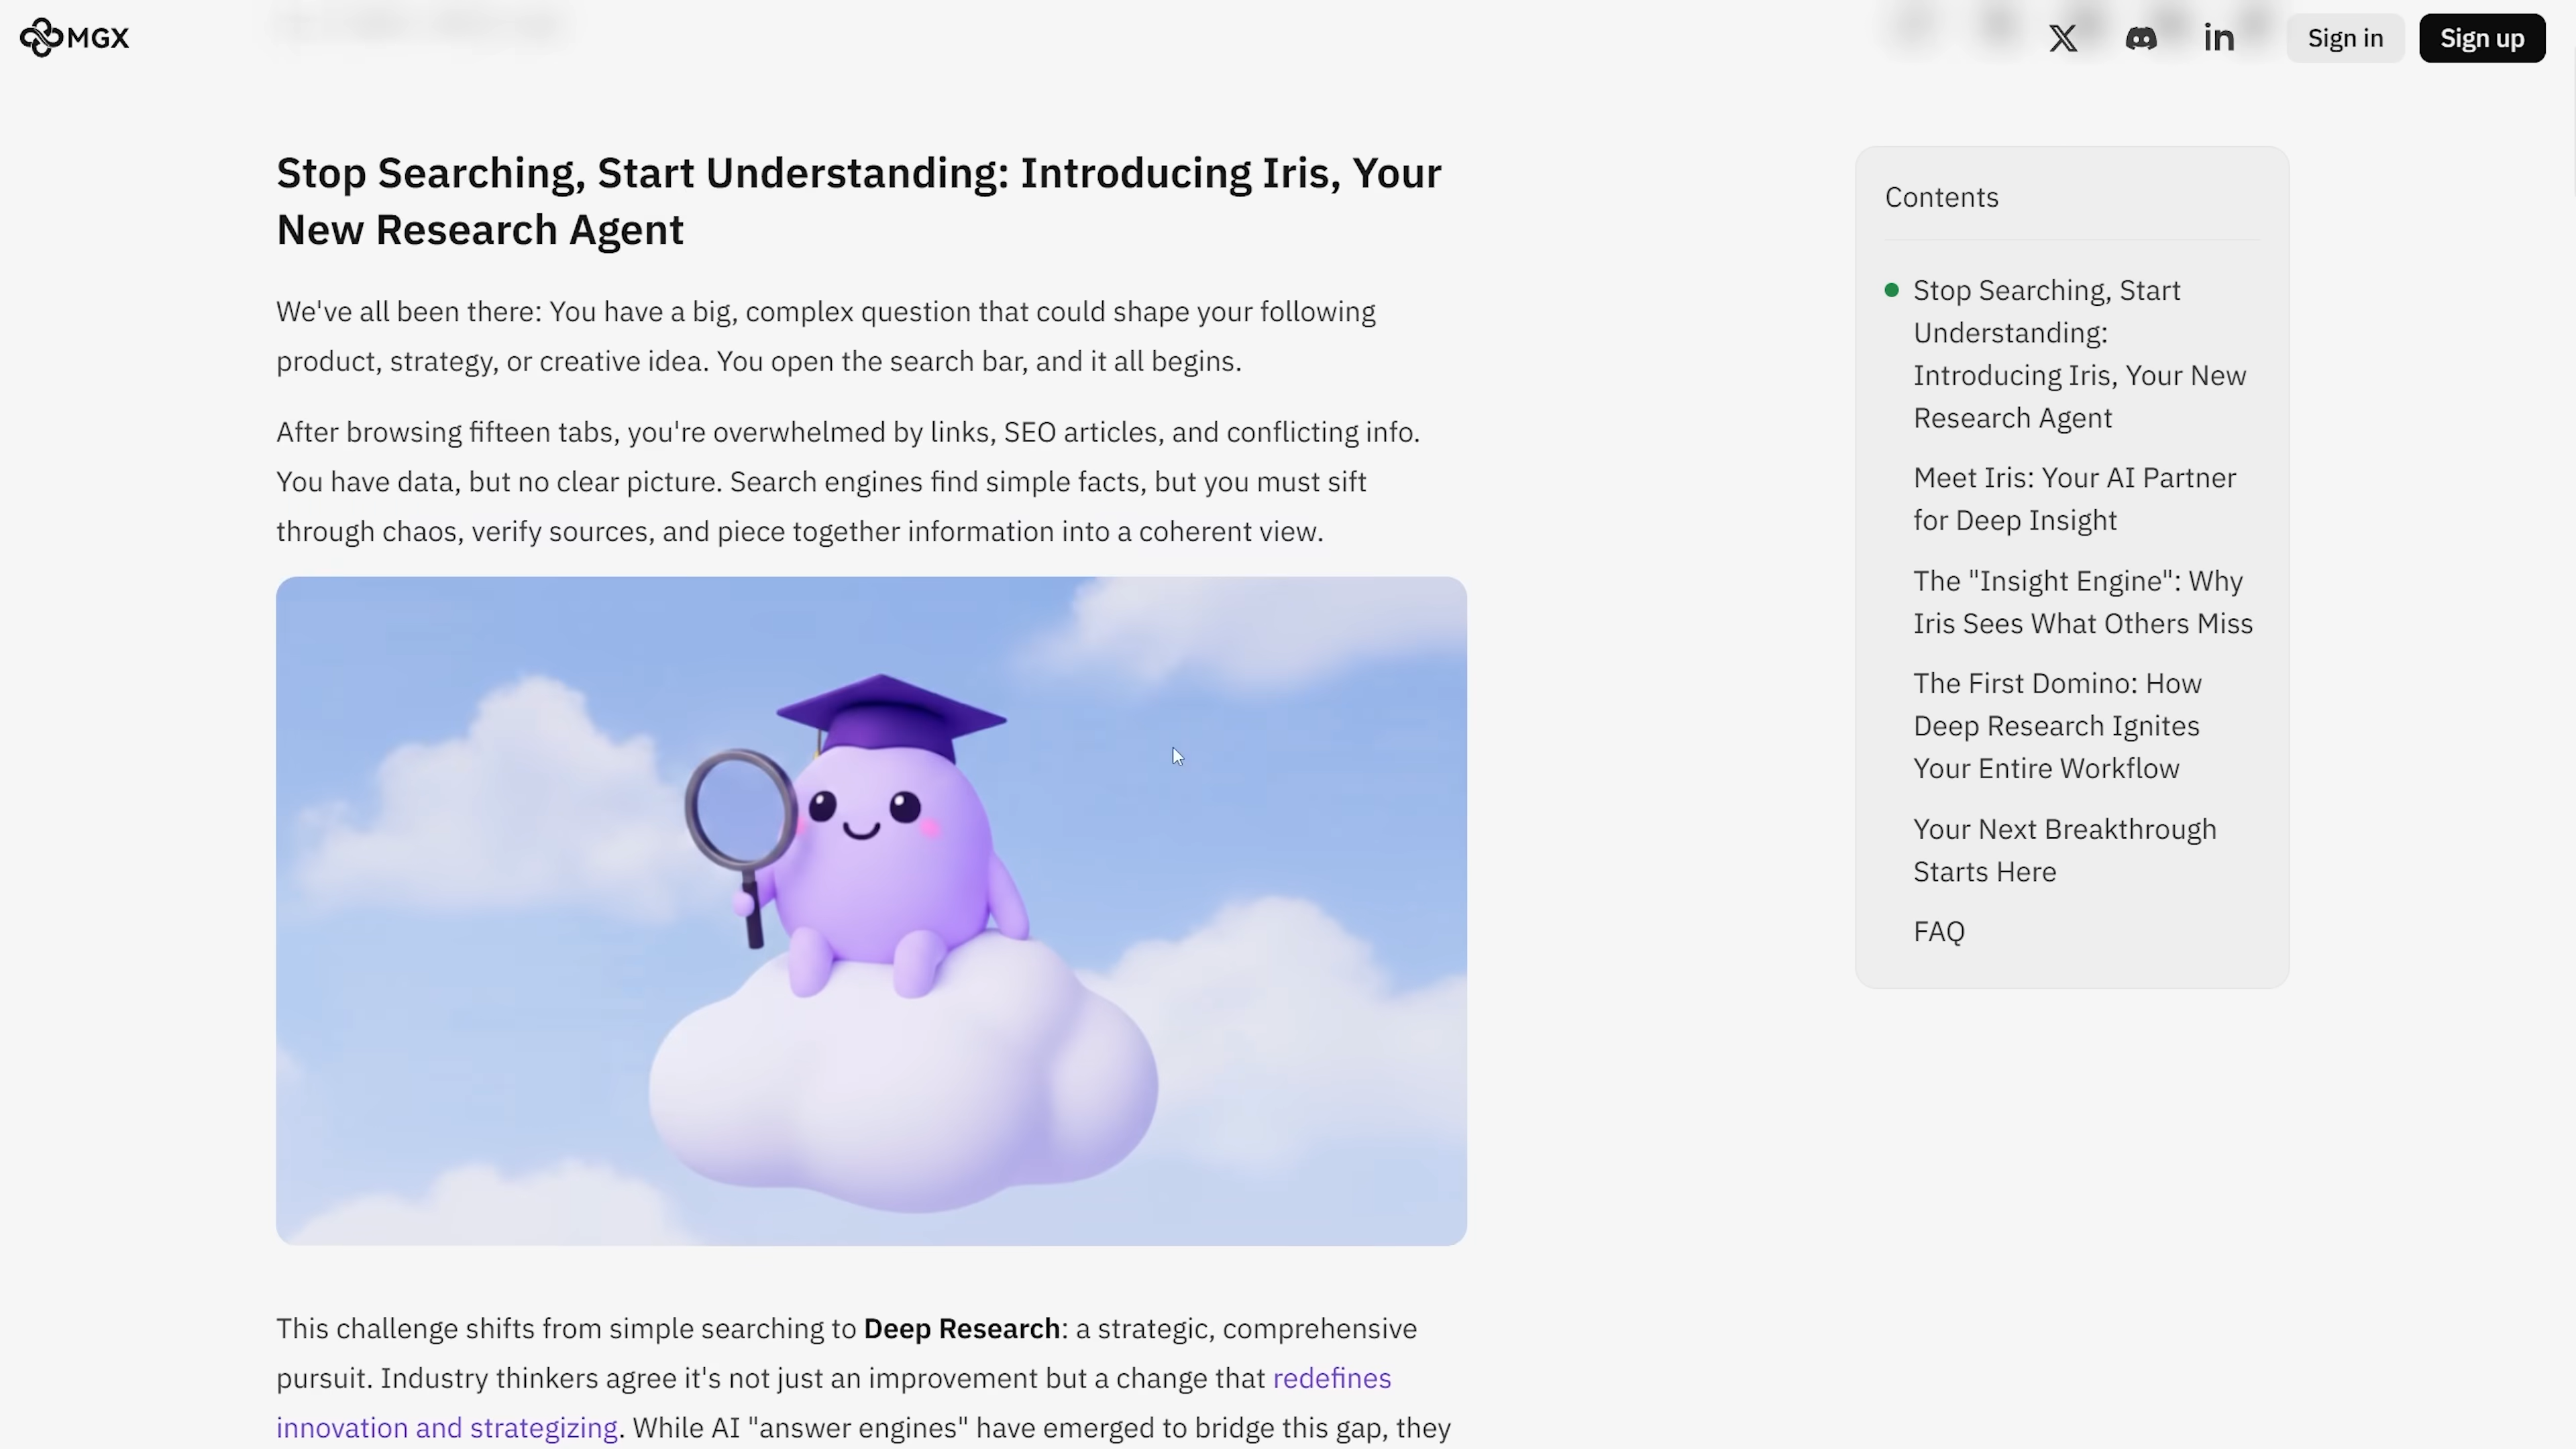 MGX
Sign in
Sign up
Stop Searching, Start Understanding: Introducing Iris, Your
New Research Agent
We've all been there: You have a big, complex question that could shape your following
product, strategy, or creative idea. You open the search bar, and it all begins.
After browsing fifteen tabs, you're overwhelmed by links, SEO articles, and conflicting info.
You have data, but no clear picture. Search engines find simple facts, but you must sift
through chaos, verify sources, and piece together information into a coherent view.
This challenge shifts from simple searching to Deep Research: a strategic, comprehensive
pursuit. Industry thinkers agree it's not just an improvement but a change that redefines
innovation and strategizing. While AI "answer engines" have emerged to bridge this gap, they
Contents
Stop Searching, Start
Understanding:
Introducing Iris, Your New
Research Agent
Meet Iris: Your AI Partner
for Deep Insight
The "Insight Engine": Why
Iris Sees What Others Miss
The First Domino: How
Deep Research Ignites
Your Entire Workflow
Your Next Breakthrough
Starts Here
FAQ